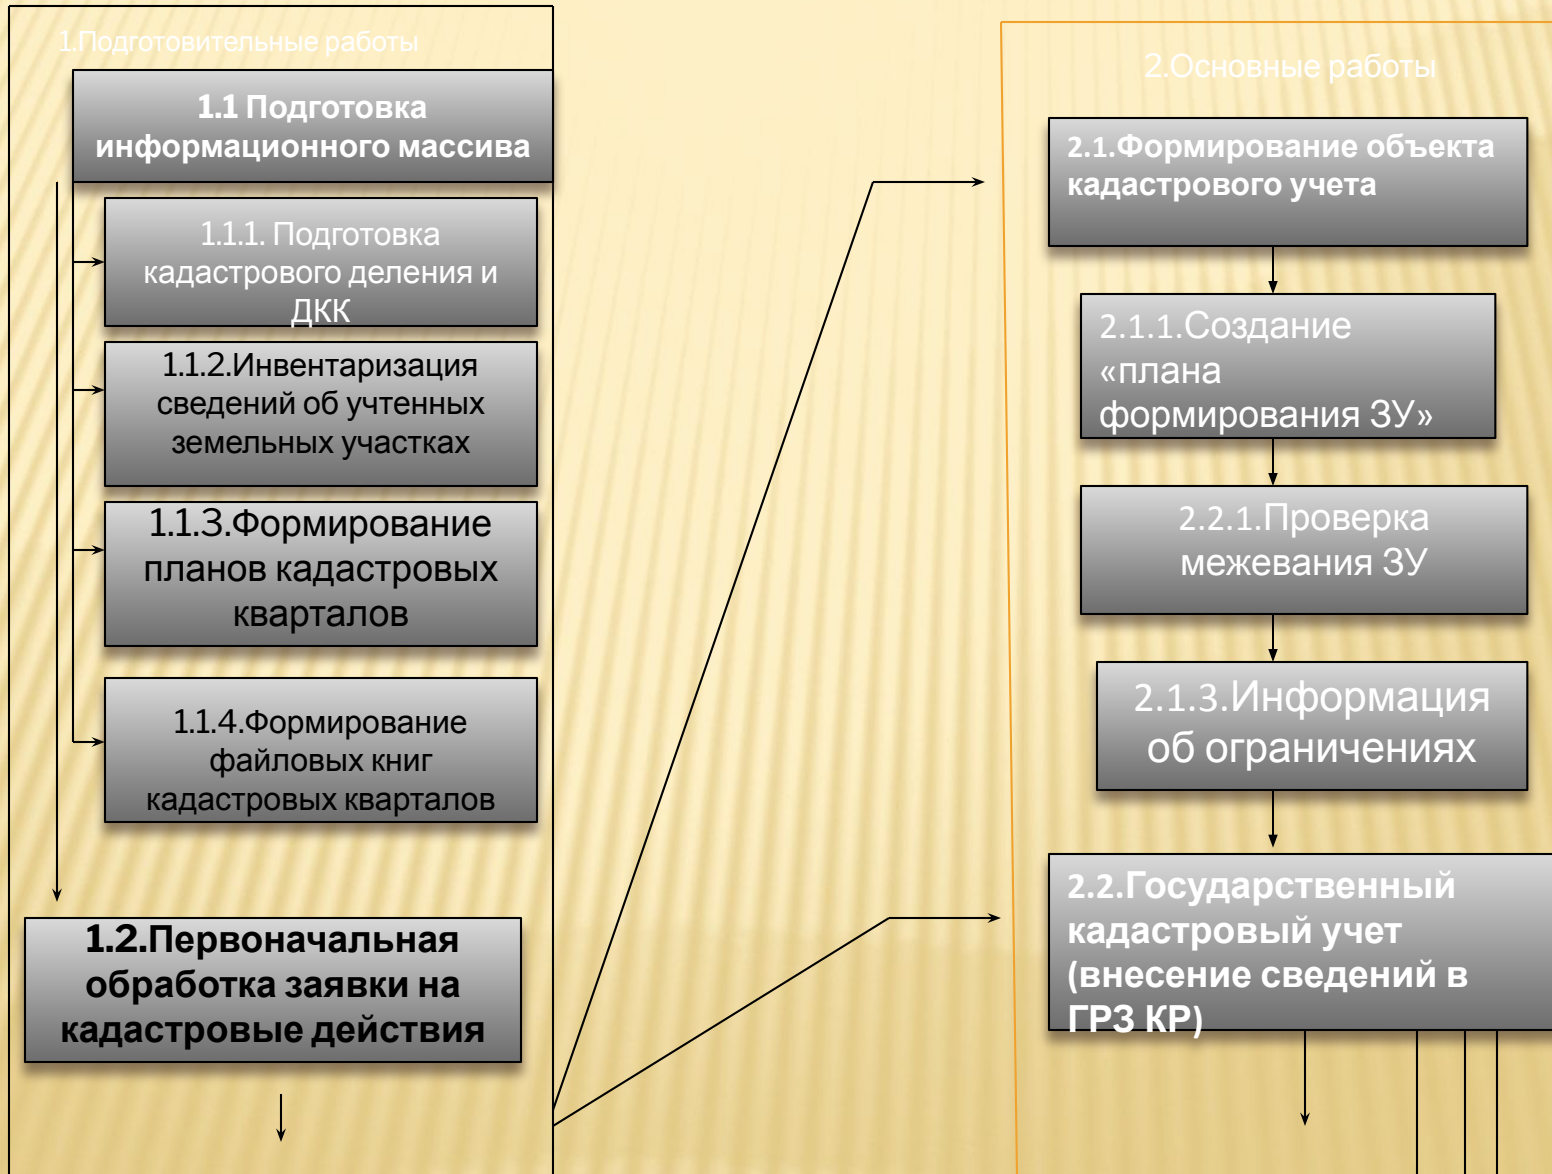 1.Подготовительные работы
1.1 Подготовка
информационного массива
1.1.1. Подготовка
кадастрового деления и
ДКК
1.1.2.Инвентаризация
сведений об учтенных
земельных участках
1.1.3.Формирование
планов кадастровых
кварталов
1.1.4.Формирование
файловых книг
кадастровых кварталов
1.2.Первоначальная
обработка заявки на
кадастровые действия
2.Основные работы
2.1.Формирование объекта
кадастрового учета
2.1.1.Создание
«плана
формирования ЗУ»
2.2.1.Проверка
межевания ЗУ
2.1.3.Информация
об ограничениях
2.2.Государственный
кадастровый учет
(внесение сведений в
ГРЗ КР)